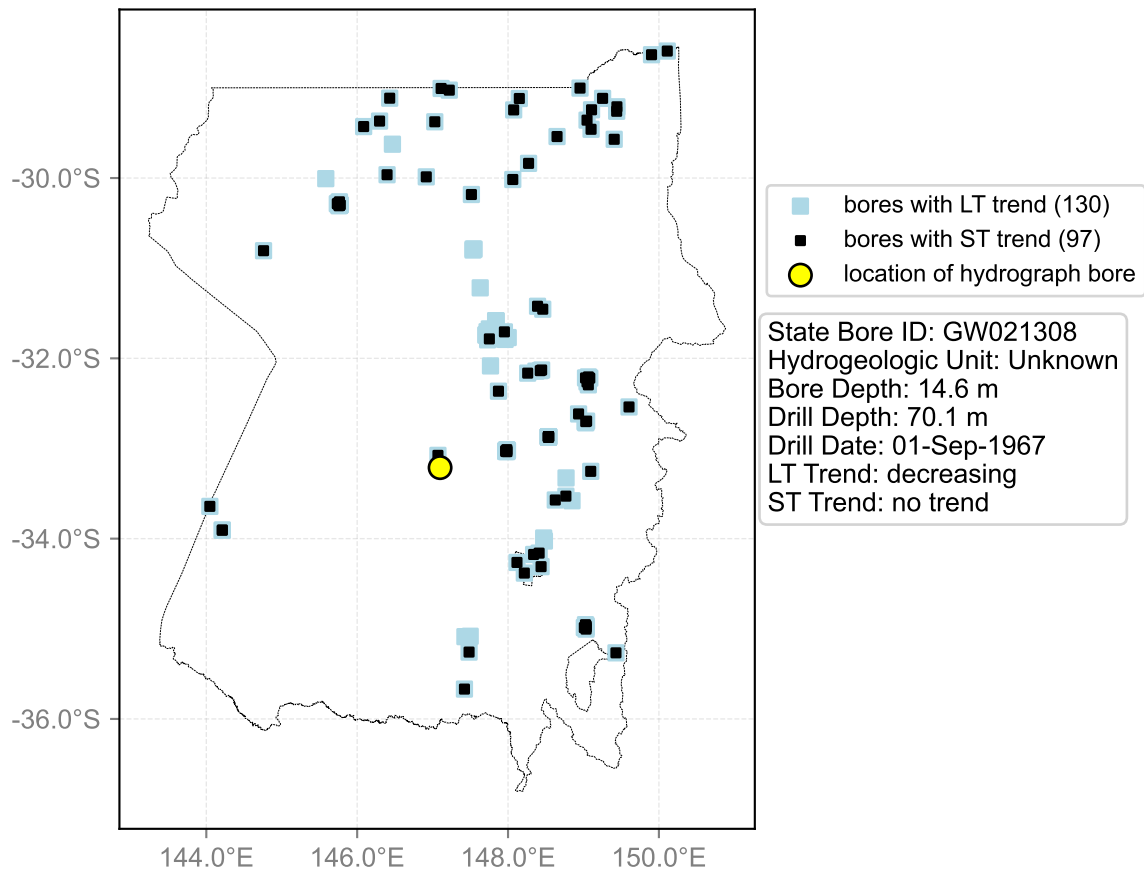 -30.0°S
-32.0°S
-34.0°S
-36.0°S
144.0°E
146.0°E
148.0°E
150.0°E
bores with LT trend (130)
bores with ST trend (97)
location of hydrograph bore
State Bore ID: GW021308
Hydrogeologic Unit: Unknown
Bore Depth: 14.6 m
Drill Depth: 70.1 m
Drill Date: 01-Sep-1967
LT Trend: decreasing
ST Trend: no trend